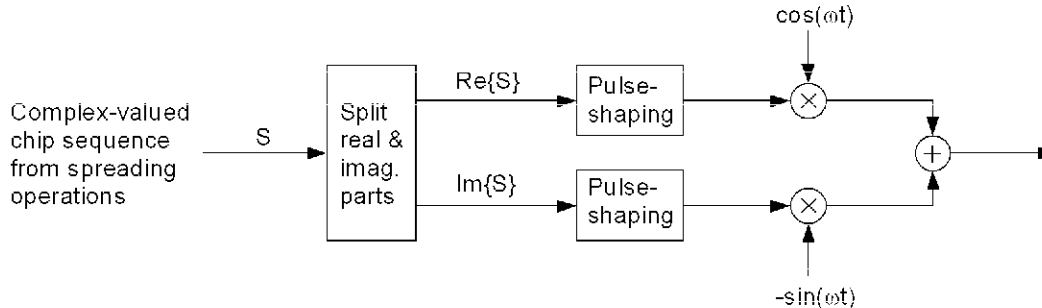 cos(ωt)
Complex-valued
chip sequence
from spreading
operations
S
Split
real &
imag.
parts
Re{S}
Pulse-
shaping
Im{S}
Pulse-
shaping
-sin(ωt)